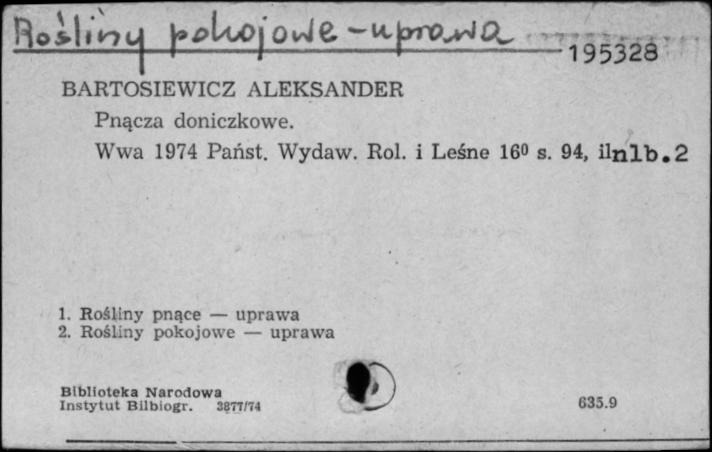 Rośliny pokojowe - uprawa
195328
BARTOSIEWICZ ALEKSANDER
Pnącza doniczkowe.
Wwa 1974 Państ. Wydaw. Rol. i Leśne 16⁰ s. 94, ilnlb.2
1. Rośliny pnące — uprawa
2. Rośliny pokojowe — uprawa
Biblioteka Narodowa
Instytut Bilbiogr. 3877/74
635.9